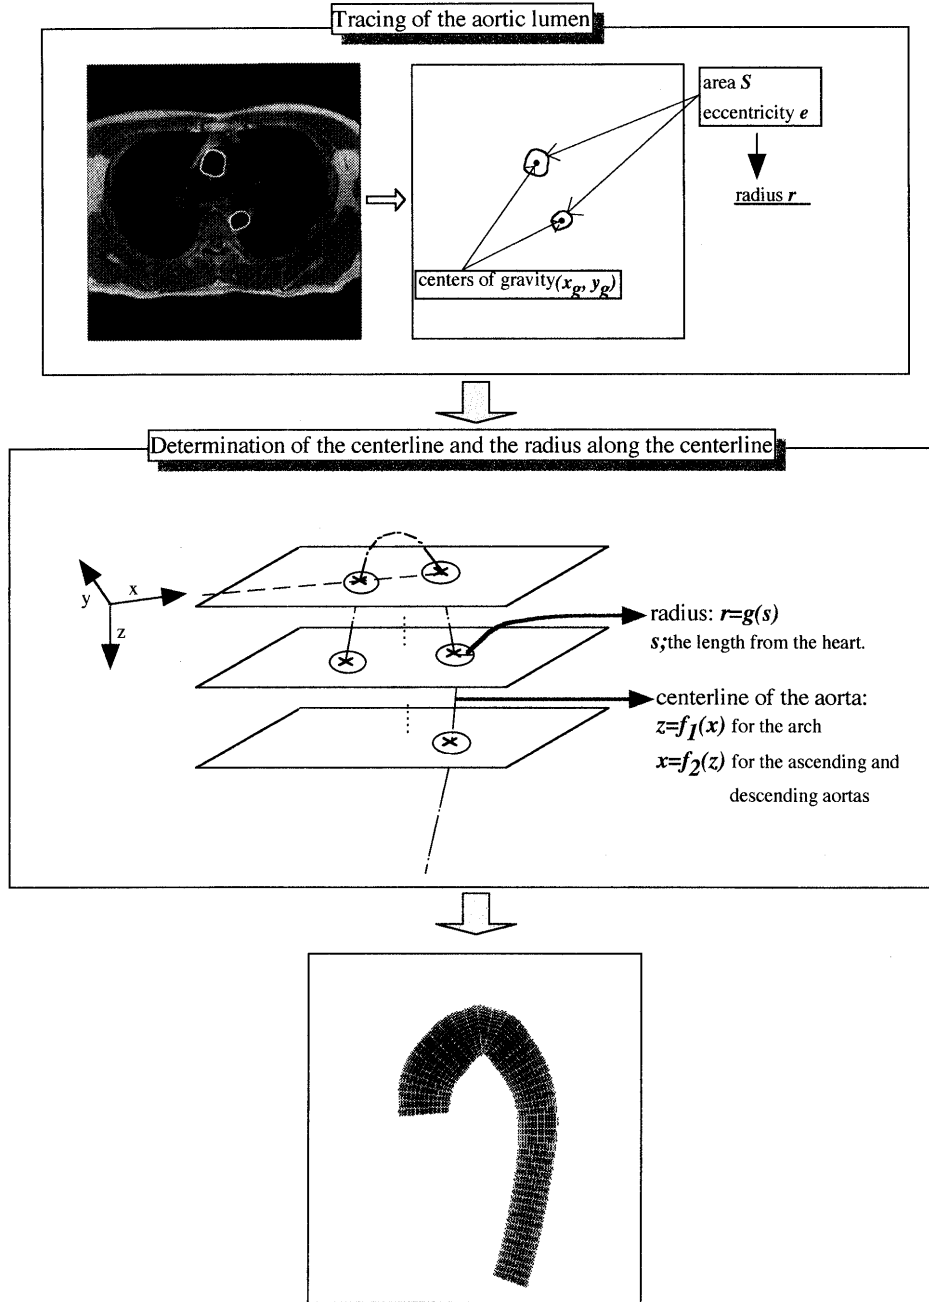 Tracing of the aortic lumen
area S
eccentricity e
radius r
centers of gravity(xg, yg)
Determination of the centerline and the radius along the centerline
y
x
z
radius: r=g(s)
s;the length from the heart.
centerline of the aorta:
z=f1(x) for the arch
x=f2(z) for the ascending and
descending aortas